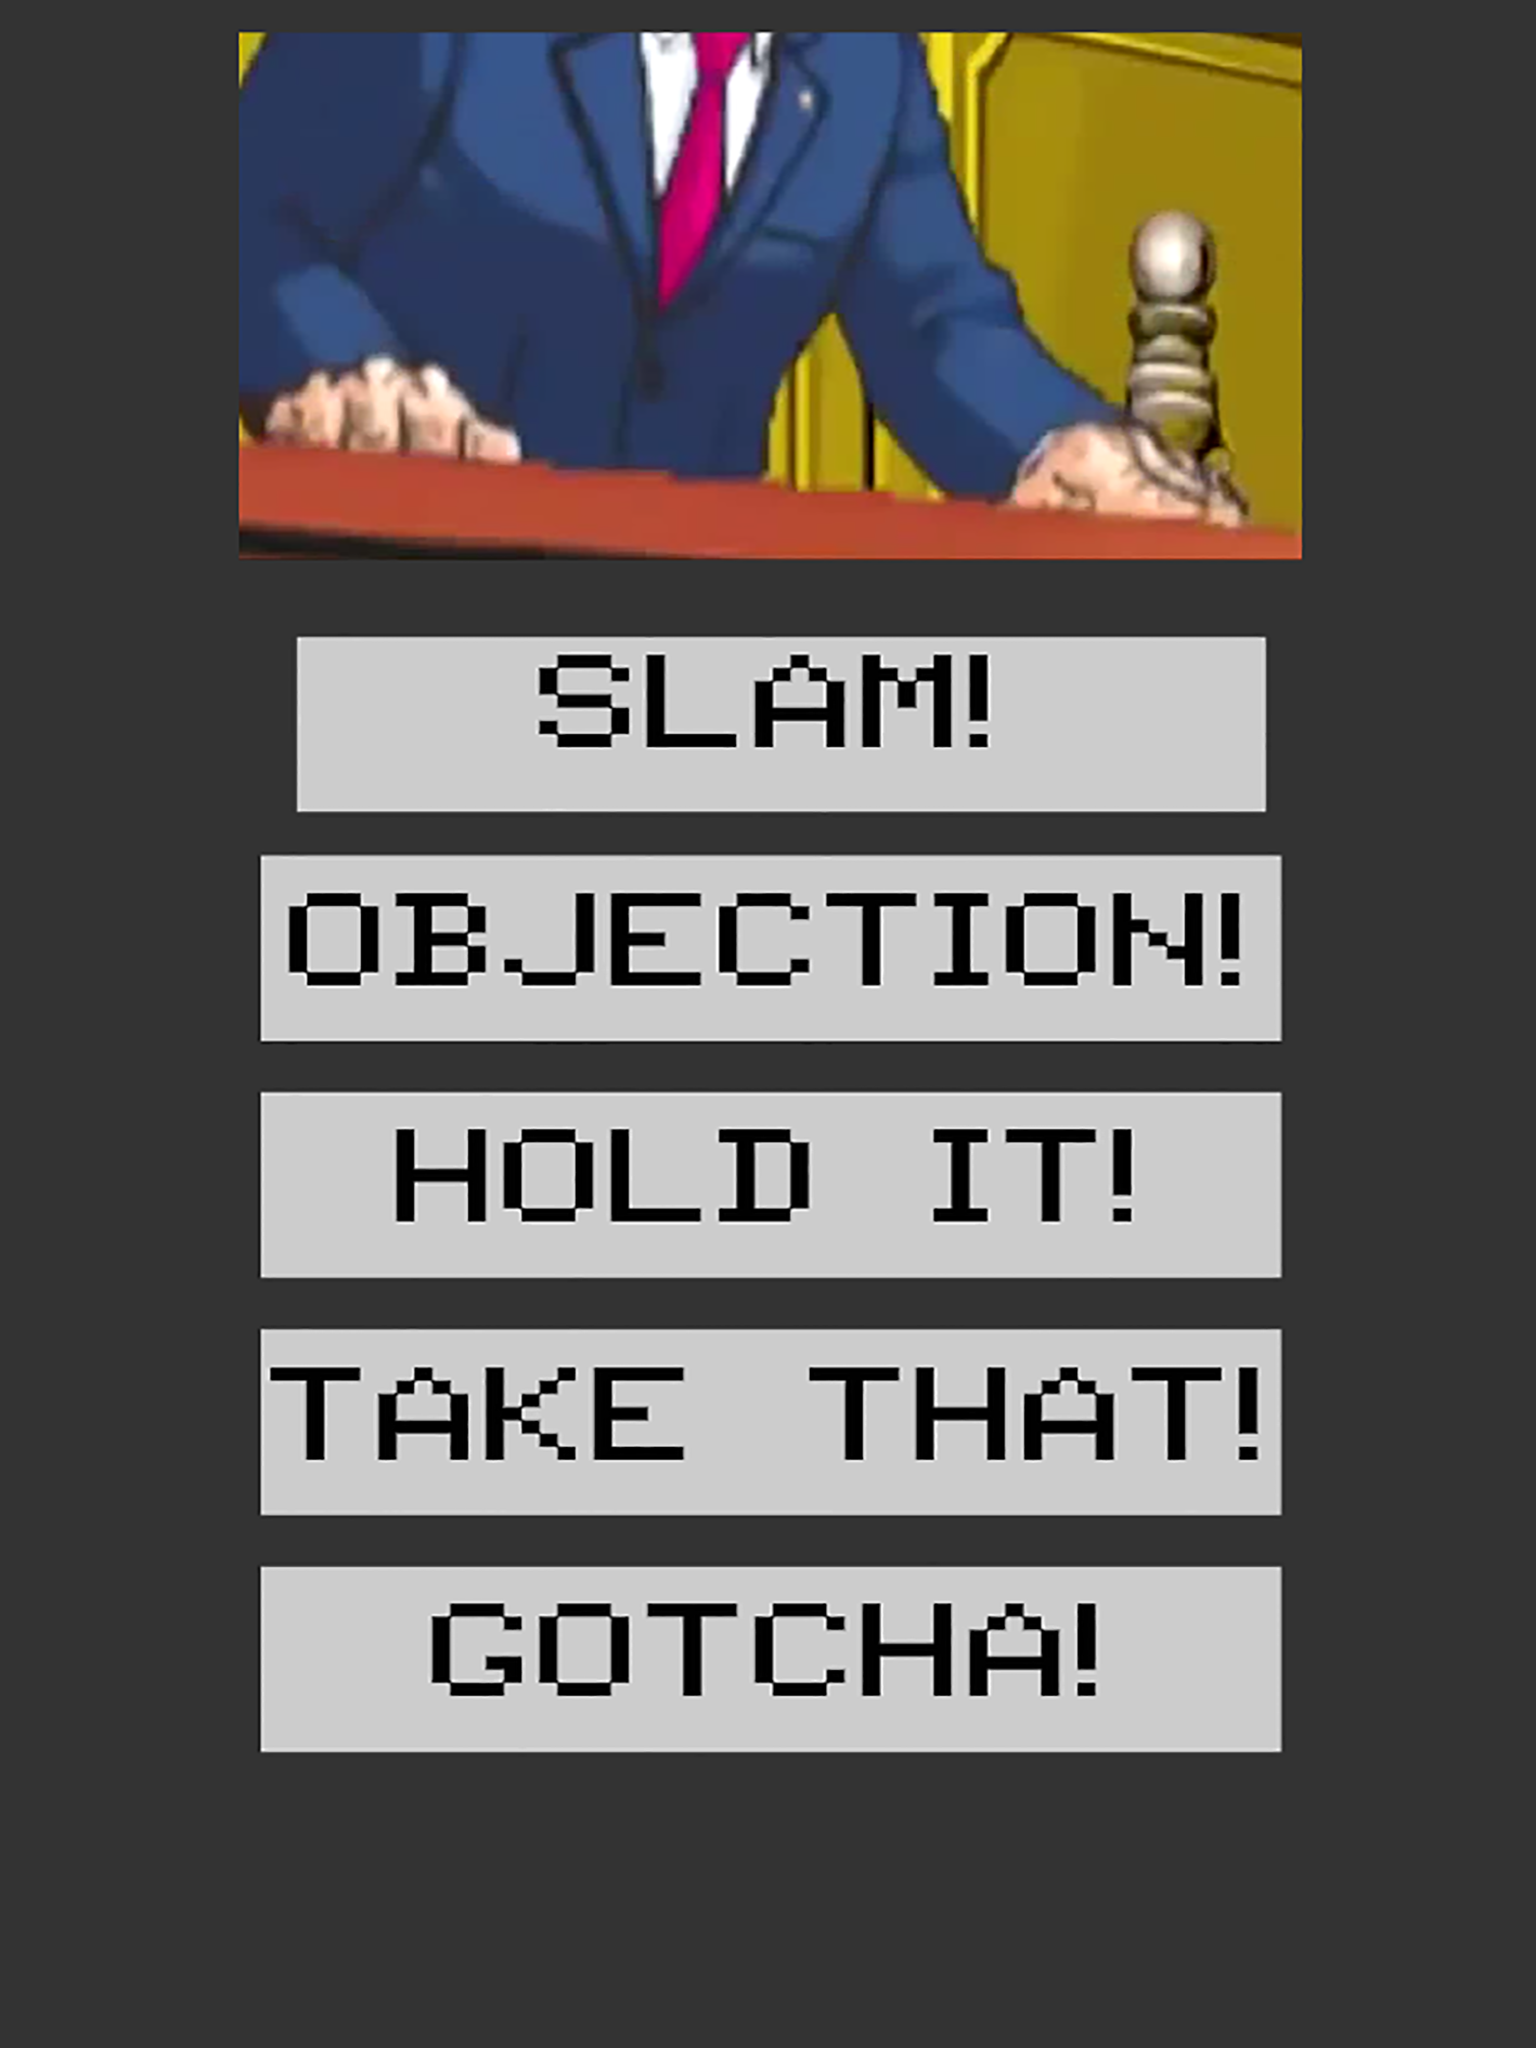 SLAM!
OBJECTION!
HOLD IT!
TAKE THAT!
GOTCHA!